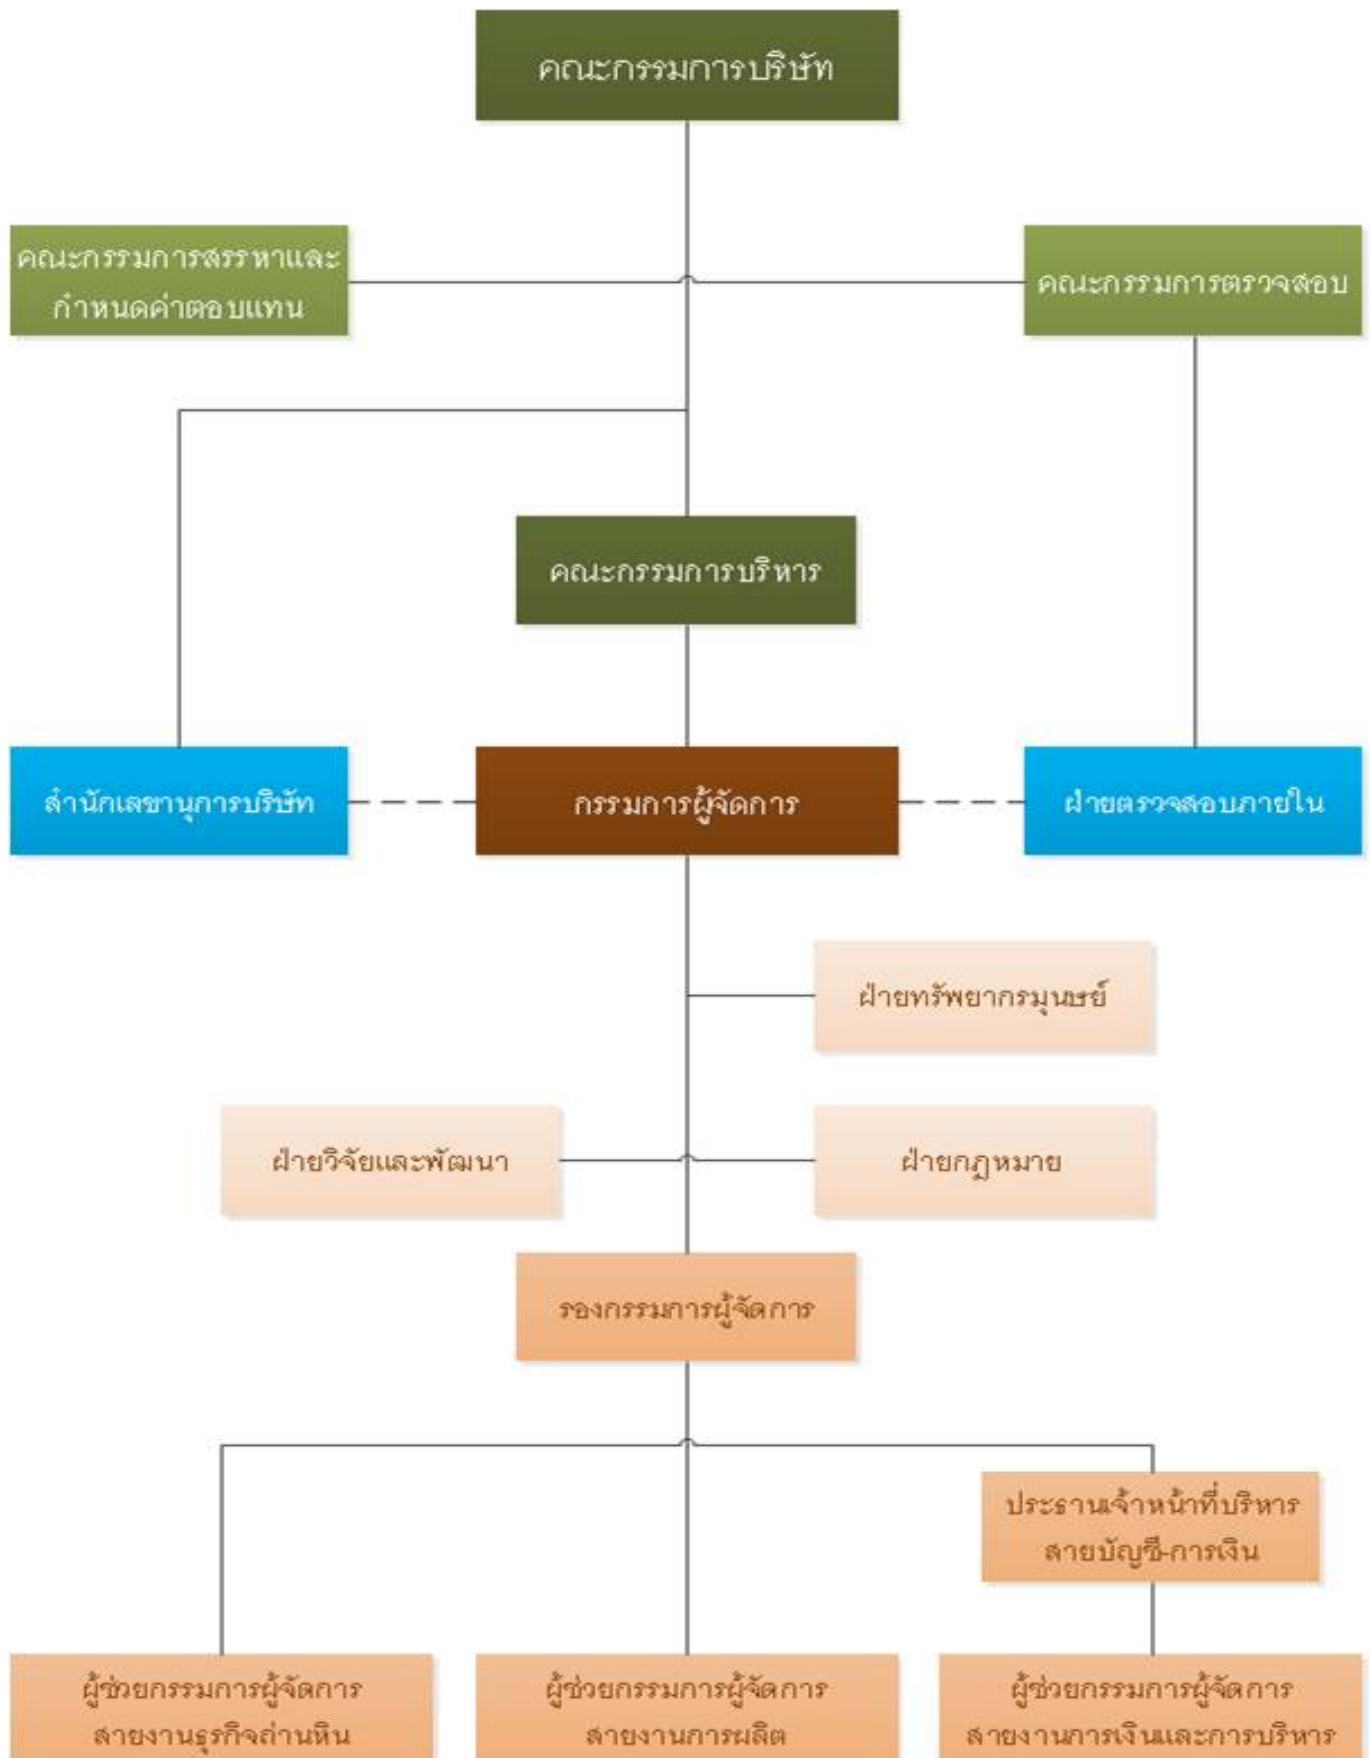 คณะกรรมการบริษัท
คณะกรรมการสรรหาและ
กำหนดค่าตอบแทน
คณะกรรมการตรวจสอบ
คณะกรรมการบริหาร
สำนักเลขานุการบริษัท
กรรมการผู้จัดการ
ฝ่ายตรวจสอบภายใน
ฝ่ายทรัพยากรมุนษย์
ฝ่ายวิจัยและพัฒนา
ฝ่ายกฎหมาย
รองกรรมการผู้จัดการ
ประธานเจ้าหน้าที่บริหาร
สายบัญชี-การเงิน
ผู้ช่วยกรรมการผู้จัดการ
สายงานธุรกิจถ่านหิน
ผู้ช่วยกรรมการผู้จัดการ
สายงานการผลิต
ผู้ช่วยกรรมการผู้จัดการ
สายงานการเงินและการบริหาร